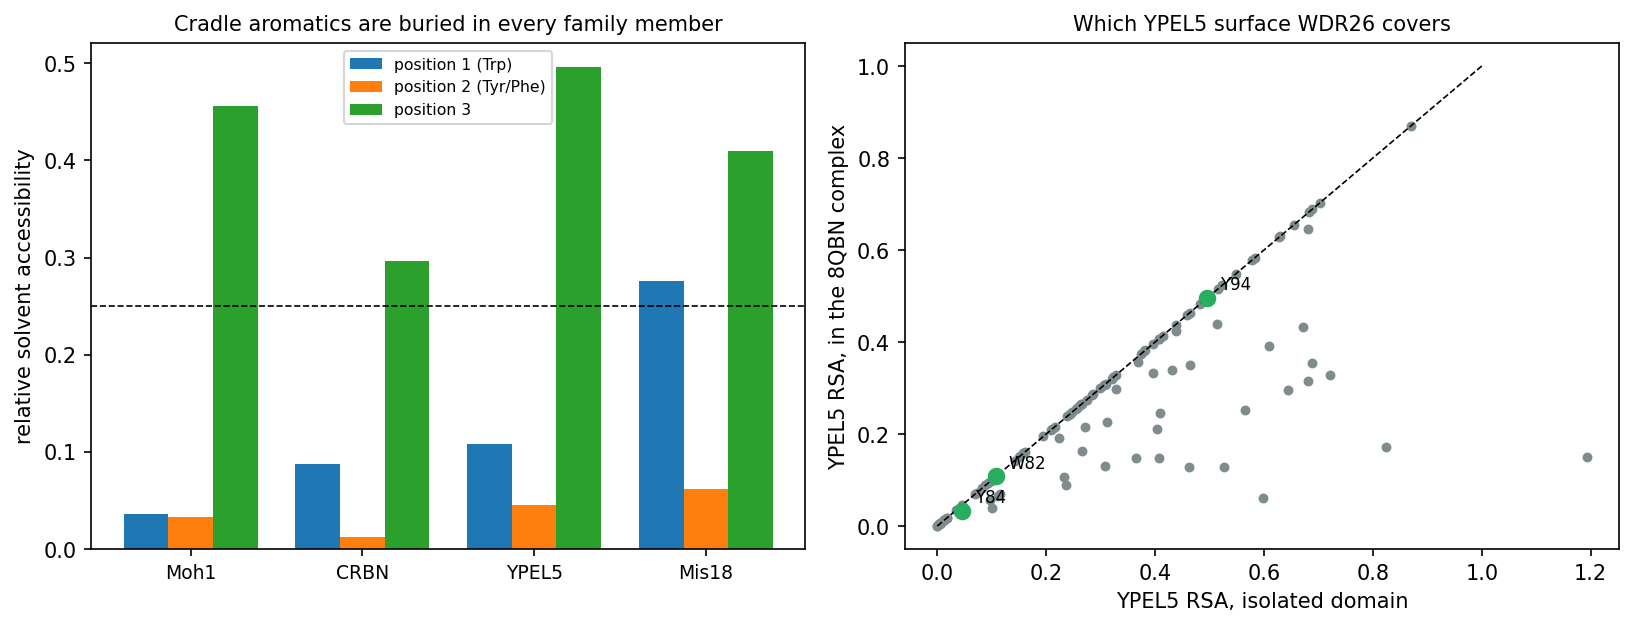 Cradle aromatics are buried in every family member
relative solvent accessibility
0.5
0.4
0.3
0.2
0.1
0.0
position 1 (Trp)
position 2 (Tyr/Phe)
position 3
Moh1
CRBN
YPEL5
Mis18
Which YPEL5 surface WDR26 covers
YPEL5 RSA, in the 8QBN complex
1.0
0.8
0.6
0.4
0.2
0.0
Y94
W82
Y84
0.0
0.2
0.4
0.6
0.8
1.0
1.2
YPEL5 RSA, isolated domain